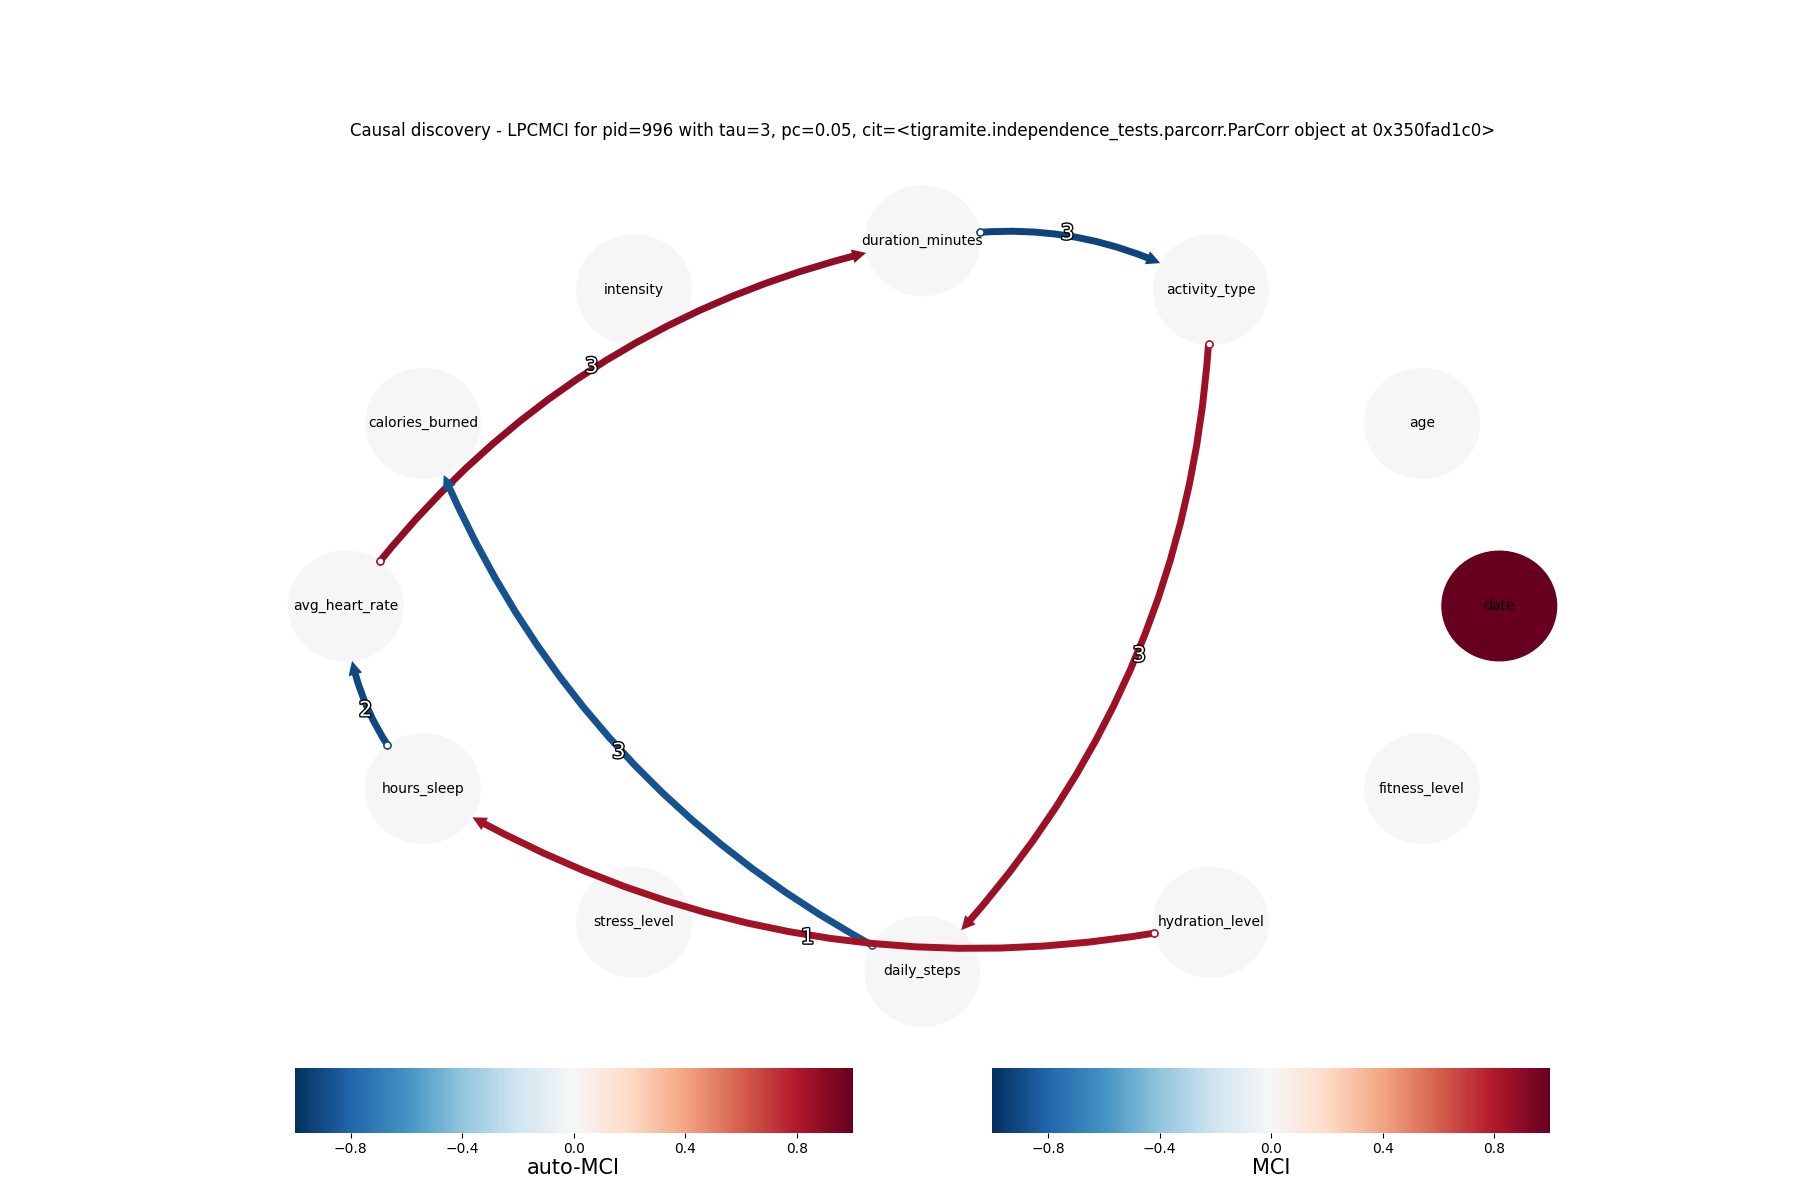 Causal discovery - LPCMCI for pid=996 with tau=3, pc=0.05, cit=<tigramite.independence_tests.parcorr.ParCorr object at 0x350fad1c0>
duration_minutes
3
intensity
activity_type
3
calories_burned
age
avg_heart_rate
date
3
2
3
hours_sleep
fitness_level
stress_level
1
hydration_level
daily_steps
−0.8 −0.4 0.0 0.4 0.8
auto-MCI
−0.8 −0.4 0.0 0.4 0.8
MCI